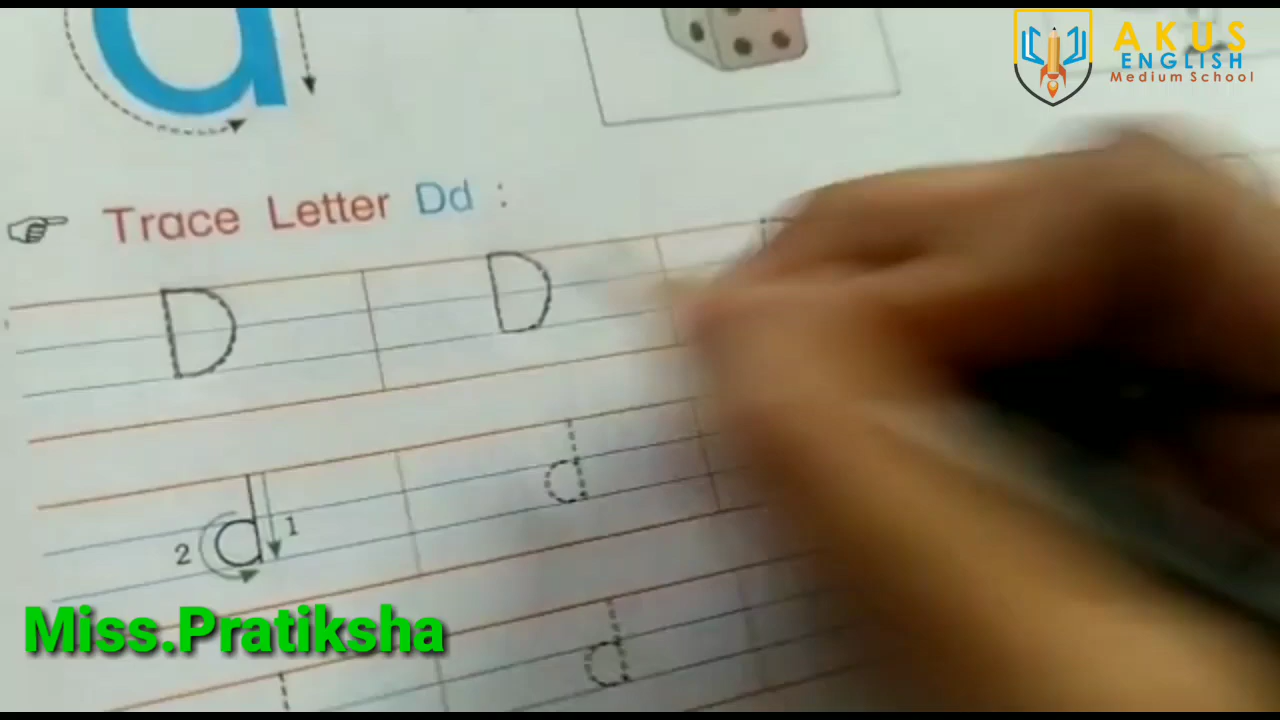 d
AKUS
ENGLISH
Medium School
Trace Letter Dd :
D D
d 1 d
2
Miss.Pratiksha
d